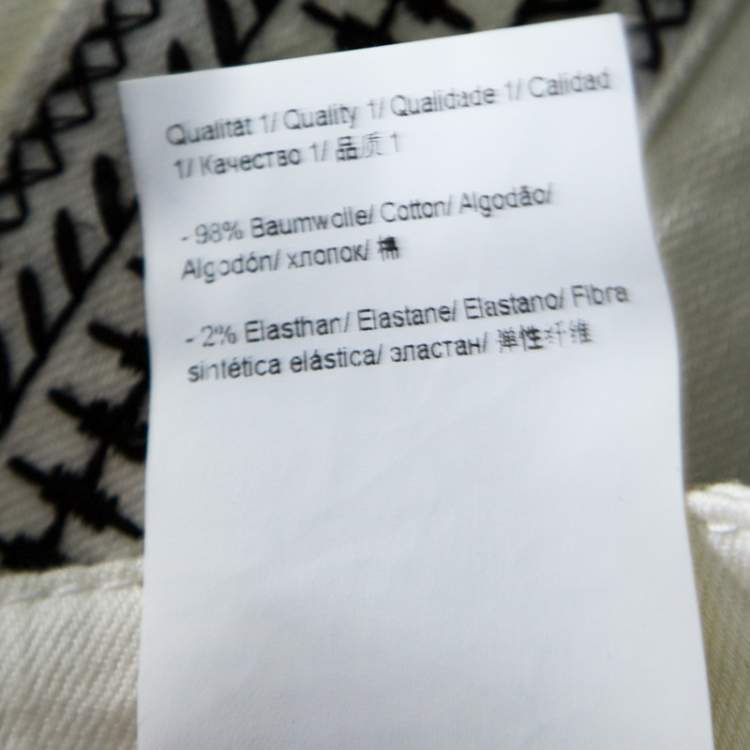 Qualität 1/ Quality 1/ Qualidade 1/ Calidad
1/ Качество 1/ 品质 1
- 98% Baumwolle/ Cotton/ Algodão/
Algodón/ хлопок/ 棉
- 2% Elasthan/ Elastane/ Elastano/ Fibra
sintética elástica/ эластан/ 弹性纤维